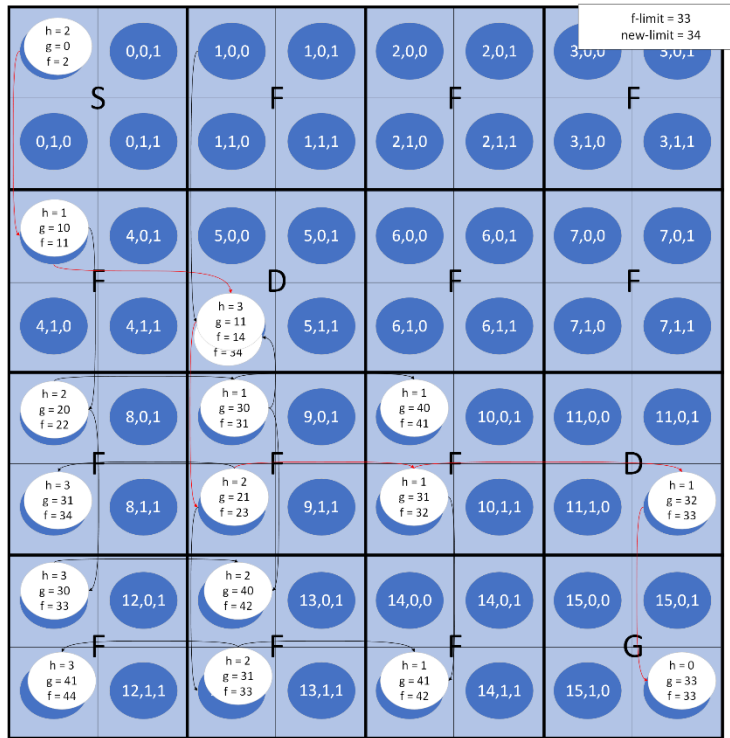 f-limit = 33
new-limit = 34
h = 2
g = 0
f = 2
0,0,1
1,0,0
1,0,1
2,0,0
2,0,1
3,0,0
3,0,1
S
F
F
F
0,1,0
0,1,1
1,1,0
1,1,1
2,1,0
2,1,1
3,1,0
3,1,1
h = 1
g = 10
f = 11
4,0,1
5,0,0
5,0,1
6,0,0
6,0,1
7,0,0
7,0,1
F
D
F
F
4,1,0
4,1,1
h = 3
g = 11
f = 14
f = 34
5,1,1
6,1,0
6,1,1
7,1,0
7,1,1
h = 2
g = 20
f = 22
8,0,1
h = 1
g = 30
f = 31
9,0,1
h = 1
g = 40
f = 41
10,0,1
11,0,0
11,0,1
F
F
F
D
h = 3
g = 31
f = 34
8,1,1
h = 2
g = 21
f = 23
9,1,1
h = 1
g = 31
f = 32
10,1,1
11,1,0
h = 1
g = 32
f = 33
h = 3
g = 30
f = 33
12,0,1
h = 2
g = 40
f = 42
13,0,1
14,0,0
14,0,1
15,0,0
15,0,1
F
F
F
G
h = 3
g = 41
f = 44
12,1,1
h = 2
g = 31
f = 33
13,1,1
h = 1
g = 41
f = 42
14,1,1
15,1,0
h = 0
g = 33
f = 33